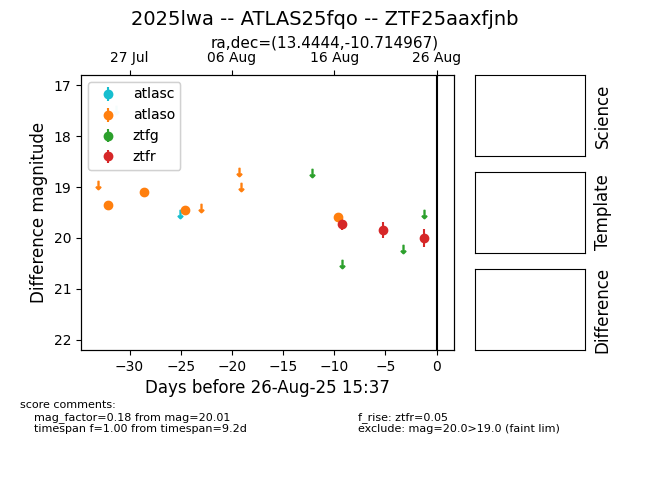 2025lwa -- ATLAS25fqo -- ZTF25aaxfjnb
ra,dec=(13.4444,-10.714967)
27 Jul 06 Aug 16 Aug 26 Aug
17
18
19
20
21
22
Difference magnitude
atlasc
atlaso
ztfg
ztfr
−30 −25 −20 −15 −10 −5 0
Days before 26-Aug-25 15:37
Science
Template
Difference
score comments:
mag_factor=0.18 from mag=20.01
timespan f=1.00 from timespan=9.2d
f_rise: ztfr=0.05
exclude: mag=20.0>19.0 (faint lim)